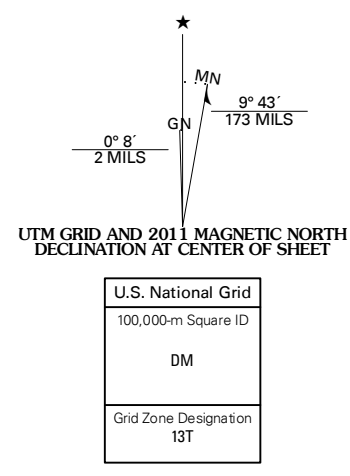 ★
MN
9° 43´
173 MILS
GN
0° 8´
2 MILS
UTM GRID AND 2011 MAGNETIC NORTH
DECLINATION AT CENTER OF SHEET
U.S. National Grid
100,000-m Square ID
DM
Grid Zone Designation
13T